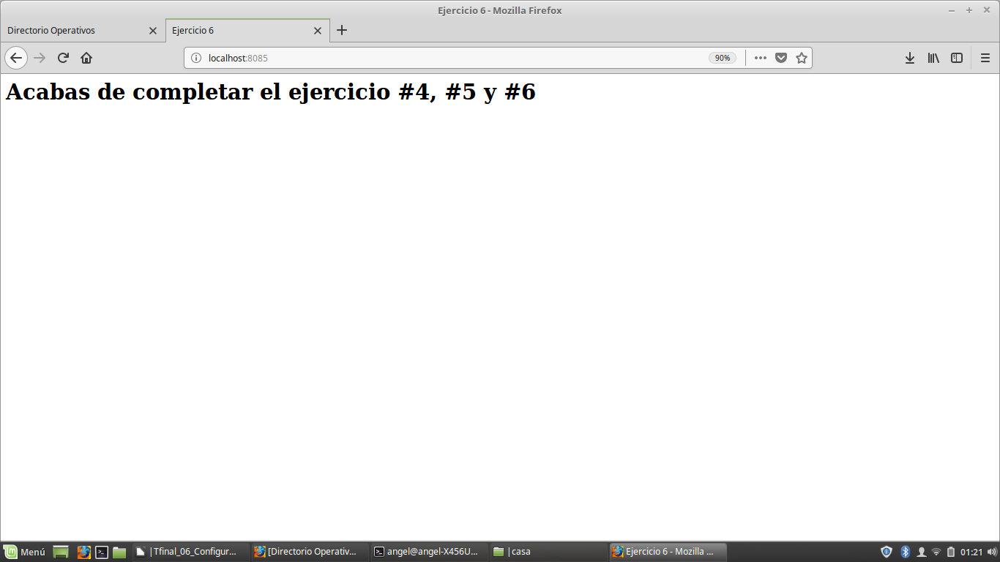 Ejercicio 6 - Mozilla Firefox
Directorio Operativos
Ejercicio 6
localhost:8085
90%
Acabas de completar el ejercicio #4, #5 y #6
Menú
|Tfinal_06_Configur...
[Directorio Operativ...
angel@angel-X456U...
|casa
Ejercicio 6 - Mozilla ...
01:21